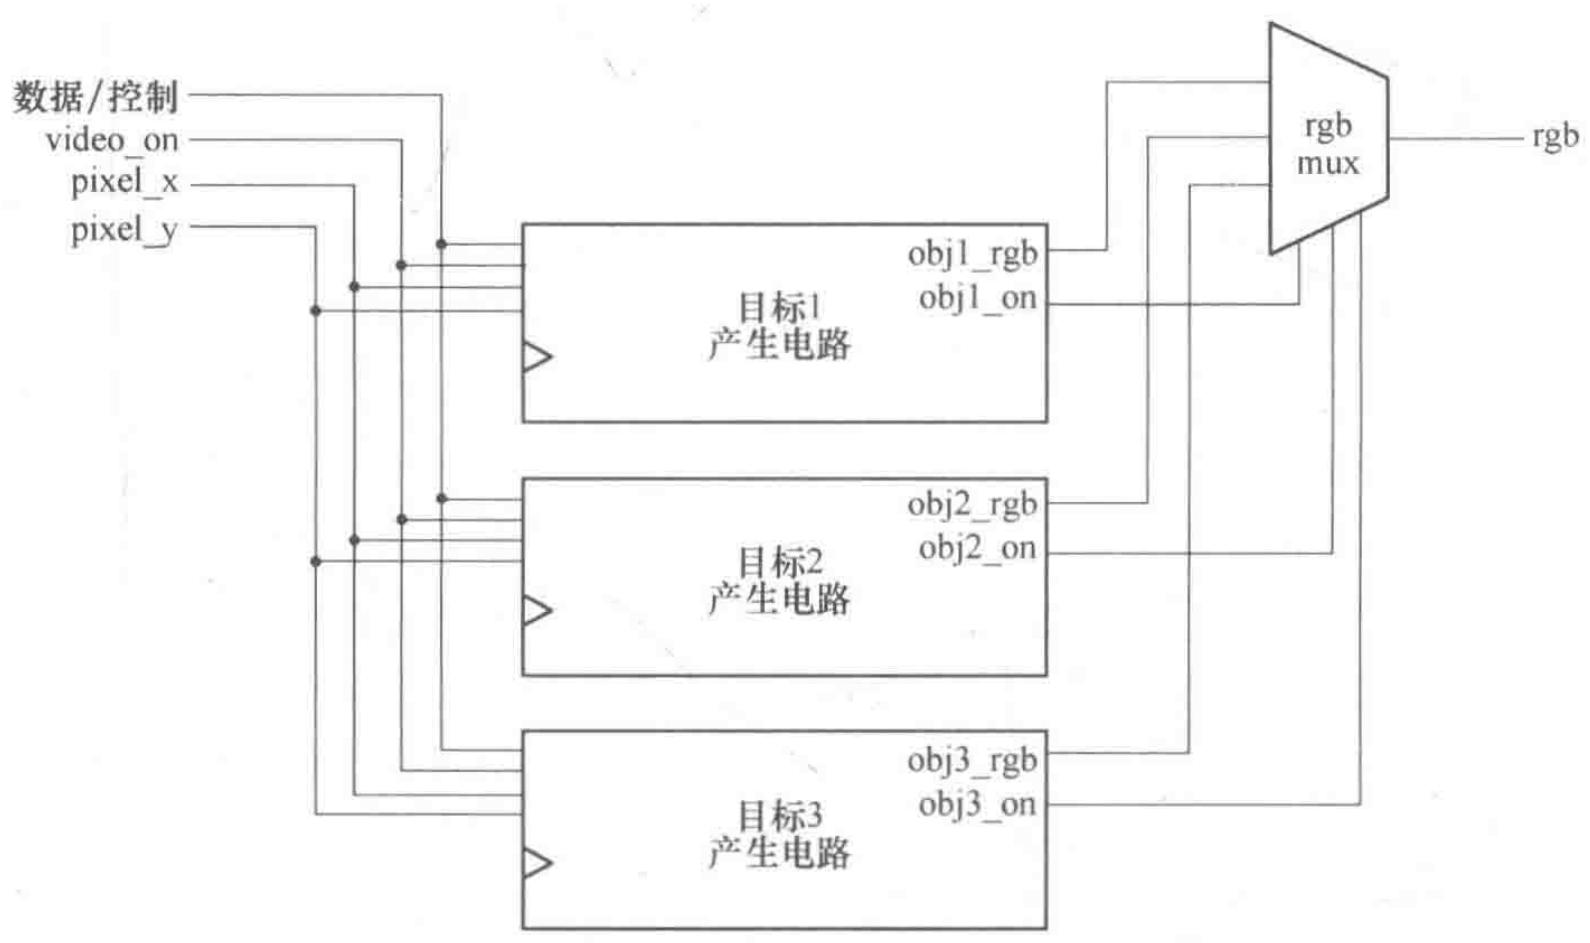 数据/控制
video_on
pixel_x
pixel_y
rgb
mux
rgb
obj1_rgb
obj1_on
目标1
产生电路
obj2_rgb
obj2_on
目标2
产生电路
obj3_rgb
obj3_on
目标3
产生电路